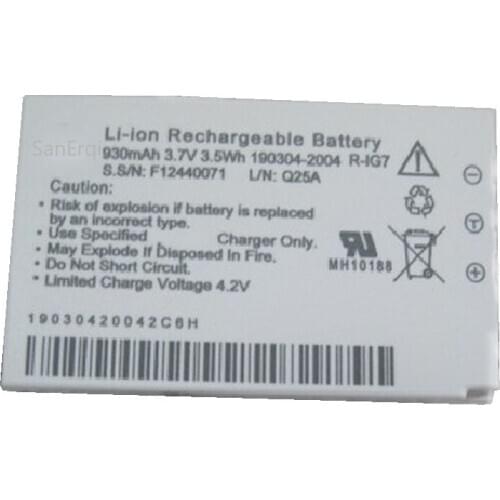 SanErqi
Li-ion Rechargeable Battery
930mAh 3.7V 3.5Wh 190304-2004 R-IG7
S.S/N: F12440071 L/N: Q25A
Caution:
* Risk of explosion if battery is replaced
by an incorrect type.
* Use Specified Charger Only.
* May Explode If Disposed In Fire.
* Do Not Short Circuit.
* Limited Charge Voltage 4.2V
MH10188
T
19030420042C6H